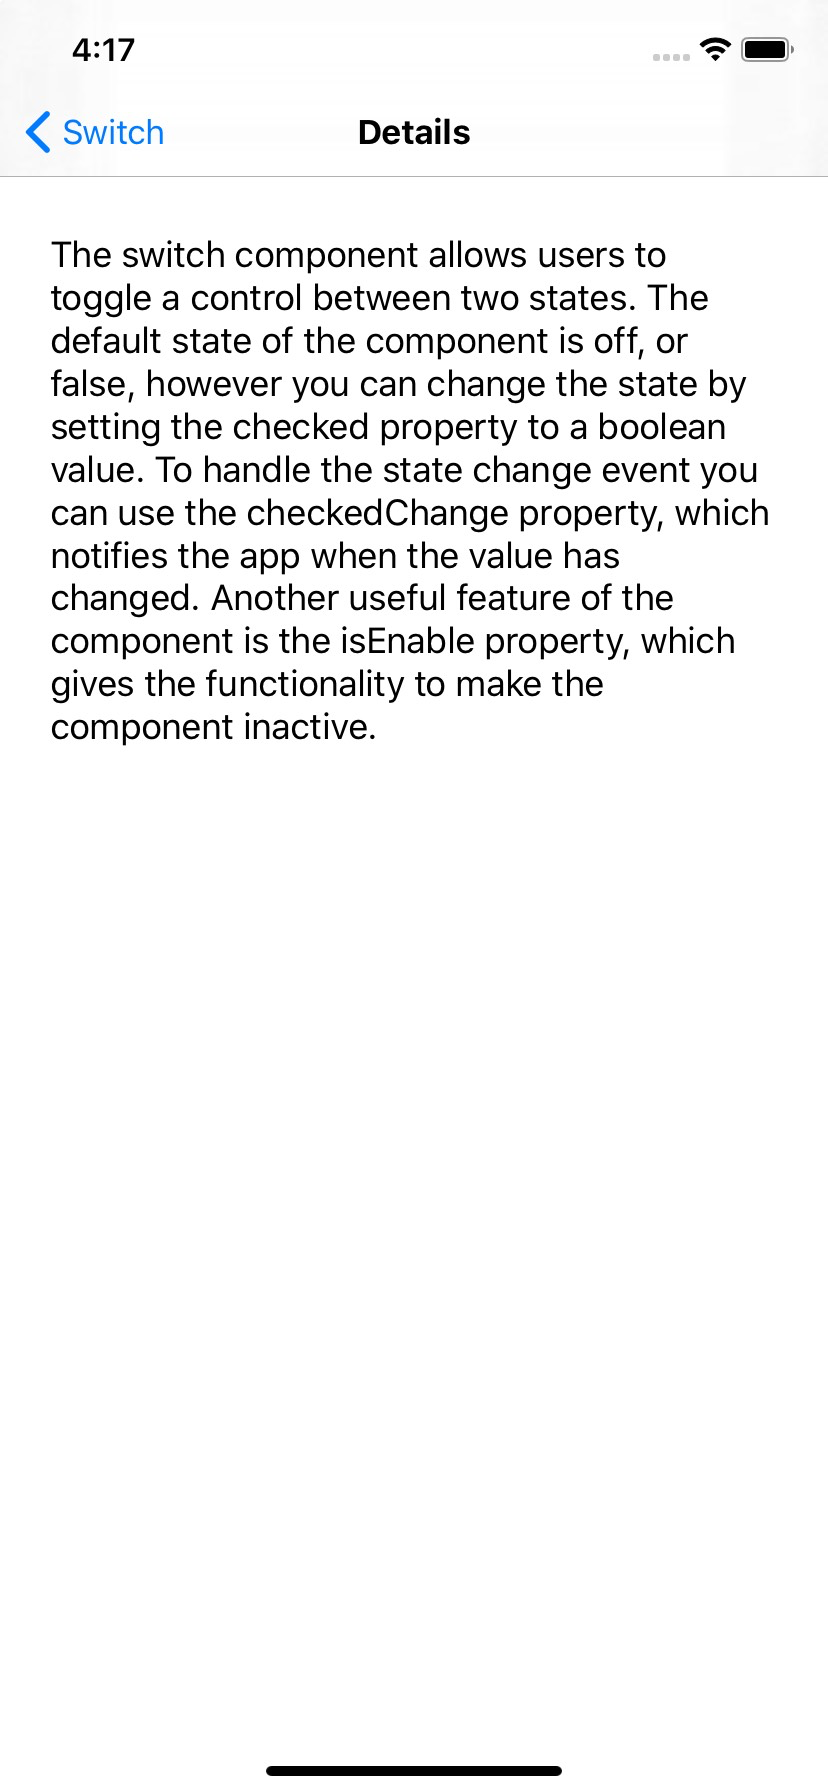 4:17
Switch
Details
The switch component allows users to
toggle a control between two states. The
default state of the component is off, or
false, however you can change the state by
setting the checked property to a boolean
value. To handle the state change event you
can use the checkedChange property, which
notifies the app when the value has
changed. Another useful feature of the
component is the isEnable property, which
gives the functionality to make the
component inactive.